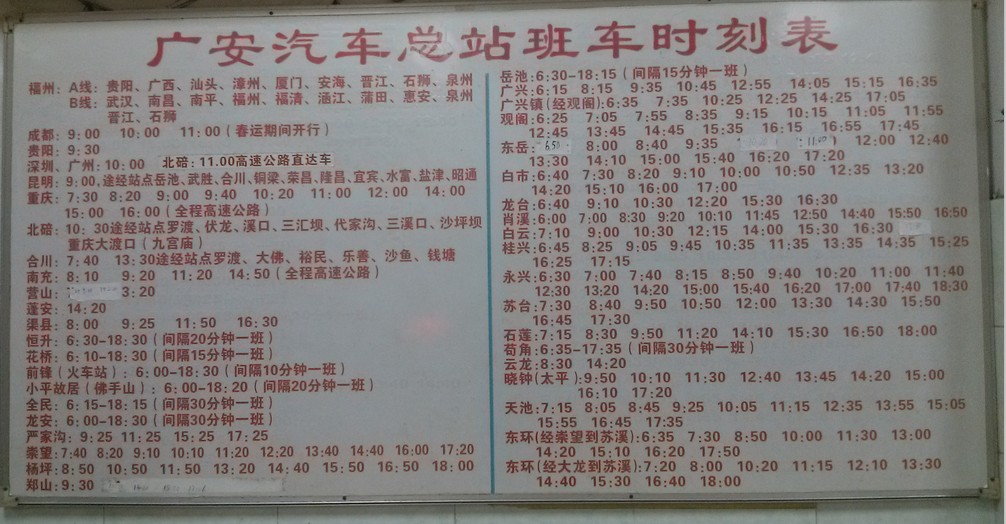 广安汽车总站班车时刻表
福州：A线：贵阳、广西、汕头、漳州、厦门、安海、晋江、石狮、泉州
B线：武汉、南昌、南平、福州、福清、涵江、莆田、惠安、泉州
晋江、石狮
成都：9:00 10:00 11:00（春运期间开行）
贵阳：9:30
深圳、广州：10:00 北碚：11.00高速公路直达车
昆明：9:00,途经站点岳池、武胜、合川、铜梁、荣昌、隆昌、宜宾、水富、盐津、昭通
重庆：7:30 8:20 9:00 9:40 10:20 11:00 12:00 14:00
15:00 16:00（全程高速公路）
北碚：10:30途经站点罗渡、伏龙、溪口、三汇坝、代家沟、三溪口、沙坪坝
重庆大渡口（九宫庙）
合川：7:40 13:30途经站点罗渡、大佛、裕民、乐善、沙鱼、钱塘
南充：8:10 9:20 11:20 14:50（全程高速公路）
营山： 3:20
蓬安：14:20
渠县：8:00 9:25 11:50 16:30
恒升：6:30-18:30（间隔20分钟一班）
花桥：6:10-18:30（间隔15分钟一班）
前锋（火车站）：6:00-18:30（间隔10分钟一班）
小平故居（佛手山）：6:00-18:20（间隔20分钟一班）
全民：6:15-18:15（间隔30分钟一班）
龙安：6:00-18:30（间隔30分钟一班）
严家沟：9:25 11:25 15:25 17:25
崇望：7:40 8:20 9:10 10:10 11:20 12:20 13:40 14:40 16:00 17:20
杨坪：8:50 10:50 11:50 13:20 14:40 15:50 16:50 18:00
郑山：9:30
岳池：6:30-18:15（间隔15分钟一班）
广兴：6:15 8:15 9:35 10:45 12:55 14:05 15:15 16:35
广兴镇（经观阁）：6:35 7:35 10:25 12:25 14:25 17:05
观阁：6:25 7:05 7:55 8:35 9:15 10:15 11:05 11:55
12:45 13:45 14:45 15:35 16:15 16:55 17:45
东岳：6:50 8:00 8:40 9:35 12:00 12:40
13:30 14:10 15:00 15:40 16:20 17:20
白市：6:40 7:30 8:20 9:10 10:00 10:50 12:35 13:20
14:20 15:10 16:00 17:00
龙台：6:40 9:10 10:30 12:20 15:30 16:30
肖溪：6:00 7:00 8:30 9:20 10:10 11:45 12:50 14:40 15:50 16:50
白云：7:10 9:00 10:30 12:15 14:00 15:30 16:30
桂兴：6:45 8:25 9:05 9:45 10:35 11:35 13:35 14:35 15:25
16:25 17:15
永兴：6:30 7:00 7:40 8:15 8:50 9:40 10:20 11:00 11:40
12:30 13:20 14:20 15:00 15:40 16:20 17:00 17:40 18:30
苏台：7:30 8:40 9:50 10:50 12:00 13:30 14:30 15:50
16:45 17:30
石莲：7:15 8:30 9:50 11:20 14:10 15:30 16:50 18:00
苟角：6:35-17:35（间隔30分钟一班）
云龙：8:30 14:20
晓钟（太平）：9:50 10:10 11:30 12:40 13:45 14:20 15:00
16:10 17:20
天池：7:15 8:05 8:45 9:25 10:05 11:15 12:35 13:55 15:05
15:55 16:45 17:35
东环（经崇望到苏溪）：6:35 7:30 8:50 10:00 11:30 13:00
14:20 15:10 16:20 17:50
东环（经大龙到苏溪）：7:20 8:00 10:20 11:15 12:10 13:30
14:40 15:30 16:40 18:00